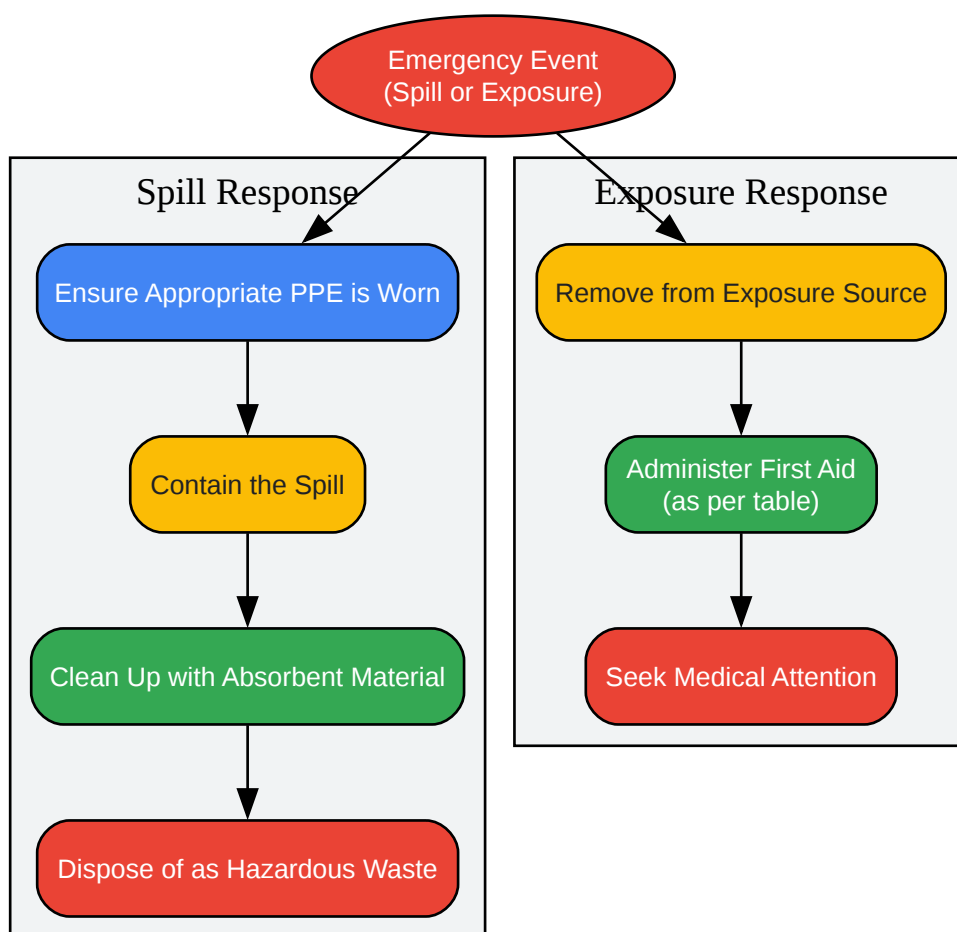 Emergency Event
(Spill or Exposure)
Spill Response
Ensure Appropriate PPE is Worn
Contain the Spill
Clean Up with Absorbent Material
Dispose of as Hazardous Waste
Exposure Response
Remove from Exposure Source
Administer First Aid
(as per table)
Seek Medical Attention